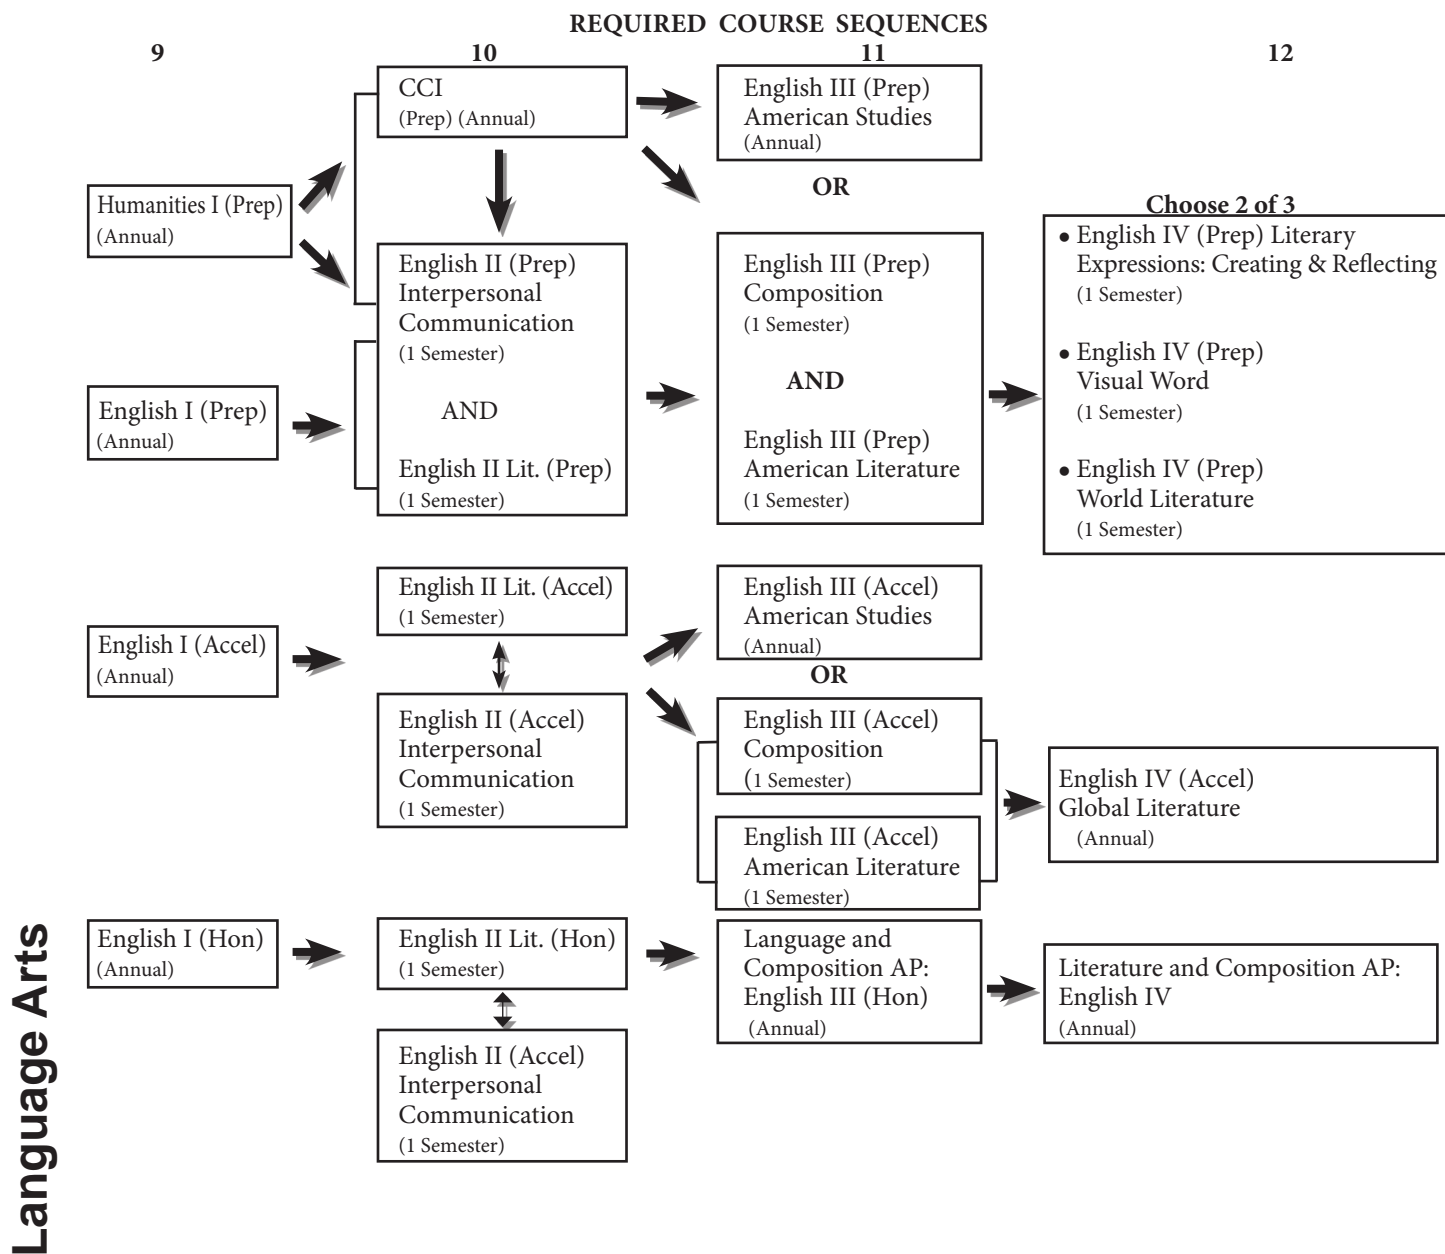 REQUIRED COURSE SEQUENCES
9 10 11 12
CCI
(Prep) (Annual)
English III (Prep)
American Studies
(Annual)
OR
Humanities I (Prep)
(Annual)
Choose 2 of 3
English II (Prep)
Interpersonal
Communication
(1 Semester)
AND
English II Lit. (Prep)
(1 Semester)
English III (Prep)
Composition
(1 Semester)
AND
English III (Prep)
American Literature
(1 Semester)
• English IV (Prep) Literary
Expressions: Creating & Reflecting
(1 Semester)
• English IV (Prep)
Visual Word
(1 Semester)
• English IV (Prep)
World Literature
(1 Semester)
English I (Prep)
(Annual)
English I (Accel)
(Annual)
English II Lit. (Accel)
(1 Semester)
English II (Accel)
Interpersonal
Communication
(1 Semester)
English III (Accel)
American Studies
(Annual)
OR
English III (Accel)
Composition
(1 Semester)
English III (Accel)
American Literature
(1 Semester)
English IV (Accel)
Global Literature
(Annual)
English I (Hon)
(Annual)
English II Lit. (Hon)
(1 Semester)
English II (Accel)
Interpersonal
Communication
(1 Semester)
Language and
Composition AP:
English III (Hon)
(Annual)
Literature and Composition AP:
English IV
(Annual)
Language Arts